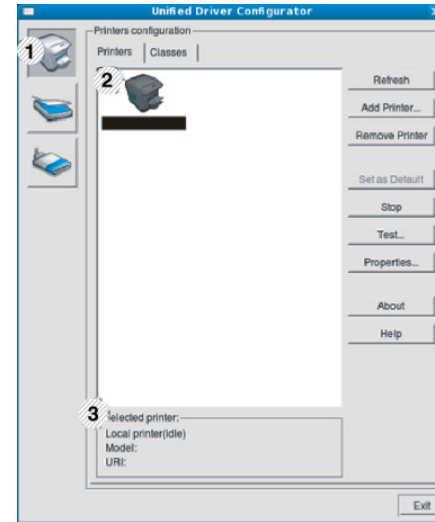 Unified Driver Configurator
Printers configuration
Printers
Classes
1
2
Refresh
Add Printer...
Remove Printer
Set as Default
Stop
Test...
Properties...
About
Help
3
Selected printer:
Local printer(idle)
Model:
URI:
Exit